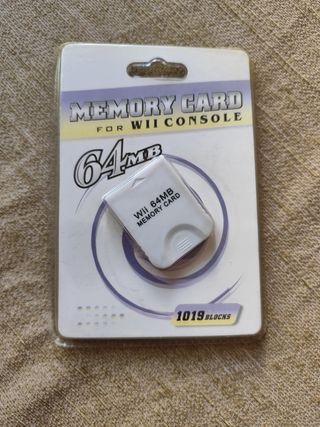 MEMORY CARD
FOR WII CONSOLE
64MB
Wii 64MB
MEMORY CARD
1019 BLOCKS